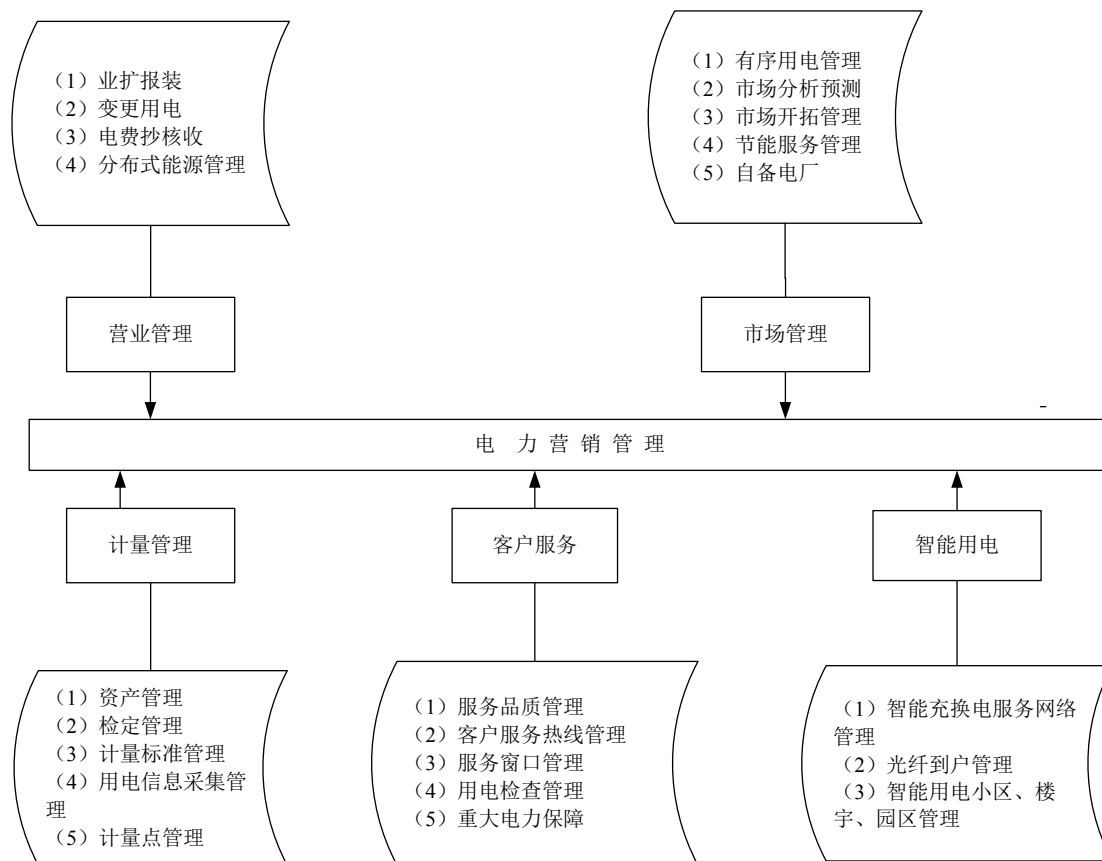 （1）业扩报装
（2）变更用电
（3）电费抄核收
（4）分布式能源管理
（1）有序用电管理
（2）市场分析预测
（3）市场开拓管理
（4）节能服务管理
（5）自备电厂
营业管理
市场管理
电 力 营 销 管 理
计量管理
客户服务
智能用电
（1）资产管理
（2）检定管理
（3）计量标准管理
（4）用电信息采集管
理
（5）计量点管理
（1）服务品质管理
（2）客户服务热线管理
（3）服务窗口管理
（4）用电检查管理
（5）重大电力保障
（1）智能充换电服务网络
管理
（2）光纤到户管理
（3）智能用电小区、楼
宇、园区管理